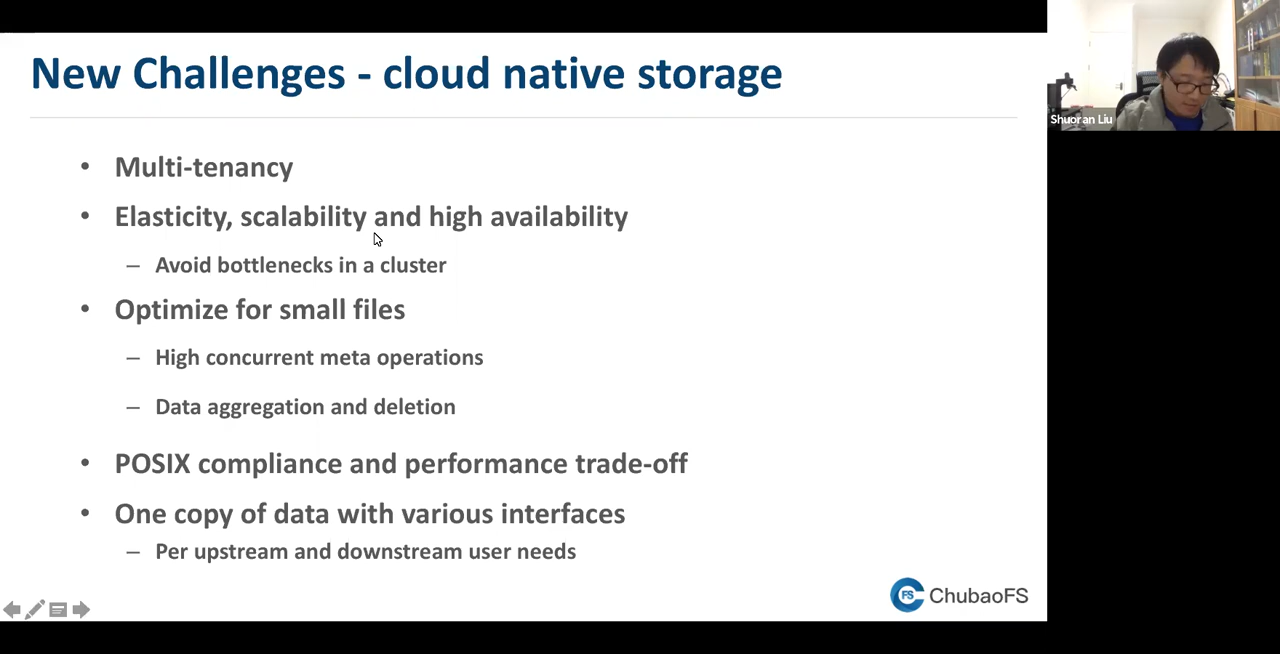 New Challenges - cloud native storage
• Multi-tenancy
• Elasticity, scalability and high availability
– Avoid bottlenecks in a cluster
• Optimize for small files
– High concurrent meta operations
– Data aggregation and deletion
• POSIX compliance and performance trade-off
• One copy of data with various interfaces
– Per upstream and downstream user needs
FS ChubaoFS
Shuoran Liu